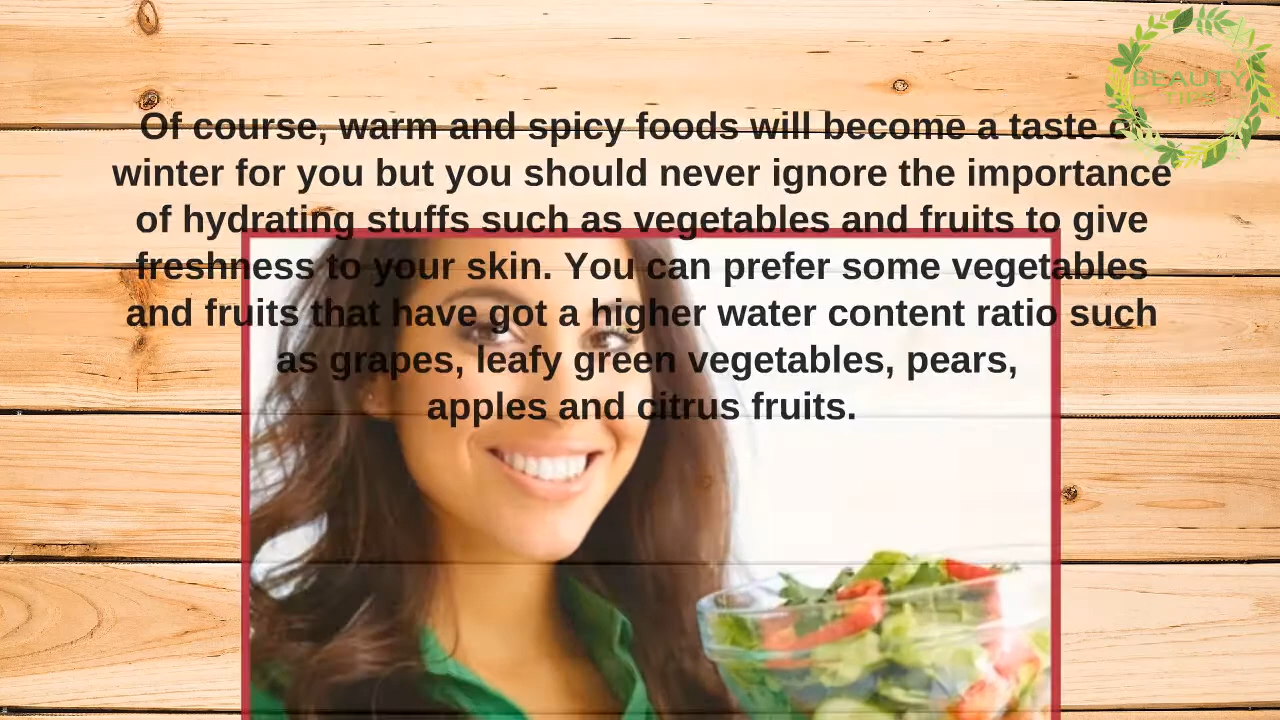 BEAUTY
TIPS
Of course, warm and spicy foods will become a taste
winter for you but you should never ignore the importance
of hydrating stuffs such as vegetables and fruits to give
freshness to your skin. You can prefer some vegetables
and fruits that have got a higher water content ratio such
as grapes, leafy green vegetables, pears,
apples and citrus fruits.